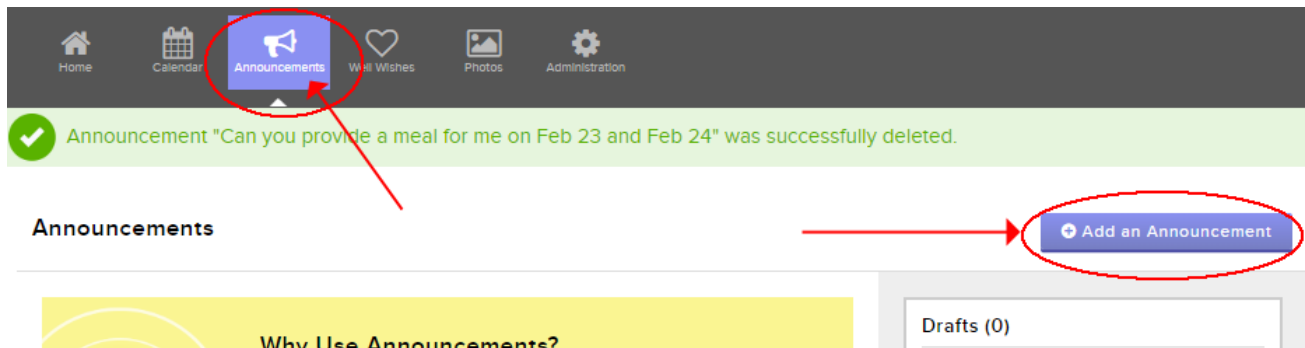 Home Calendar Announcements Well Wishes Photos Administration
Announcement "Can you provide a meal for me on Feb 23 and Feb 24" was successfully deleted.
Announcements
Add an Announcement
Why Use Announcements?
Drafts (0)